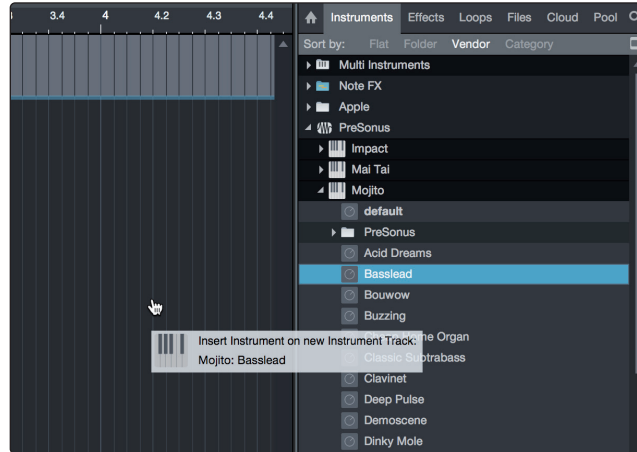 3.4 4 4.2 4.3 4.4
Instruments Effects Loops Files Cloud Pool
Sort by: Flat Folder Vendor Category
Multi Instruments
Note FX
Apple
PreSonus
Impact
Mai Tai
Mojito
default
PreSonus
Acid Dreams
Basslead
Bouwow
Buzzing
Insert Instrument on new Instrument Track:
Organ
Mojito: Basslead
Classic Subtrabass
Clavinet
Deep Pulse
Demoscene
Dinky Mole